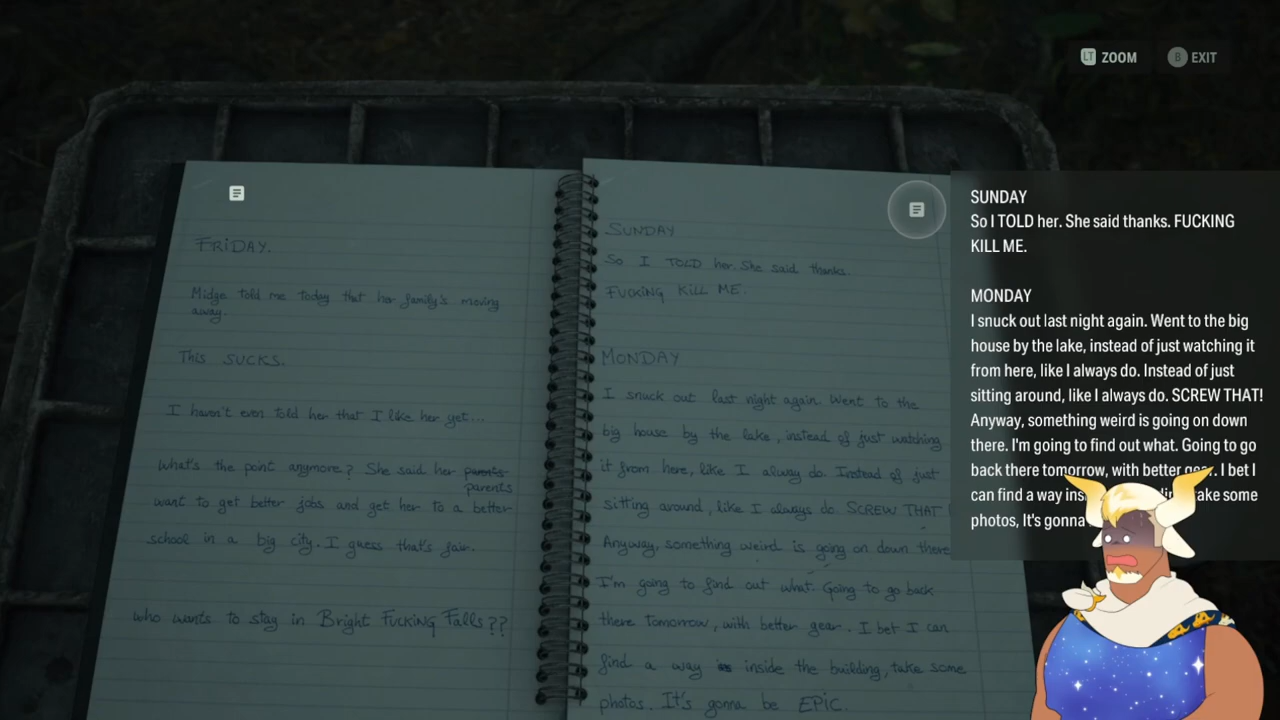 LT ZOOM
B EXIT
FRIDAY.
Midge told me today that her family's moving
away.
This SUCKS.
I haven't even told her that I like her yet...
What's the point anymore? She said her parents
parents
want to get better jobs and get her to a better
school in a big city. I guess that's fair.
who wants to stay in Bright Fucking Falls??
SUNDAY
So I TOLD her. She said thanks.
FUCKING KILL ME.
MONDAY
I snuck out last night again. Went to the
big house by the lake, instead of just watching
it from here, like I alway do. Instead of just
sitting around, like I always do. SCREW THAT!
Anyway, something weird is going on down there
I'm going to find out what. Going to go back
there tomorrow, with better gear. I bet I can
find a way inside the building, take some
photos. It's gonna be EPIC.
SUNDAY
So I TOLD her. She said thanks. FUCKING
KILL ME.
MONDAY
I snuck out last night again. Went to the big
house by the lake, instead of just watching it
from here, like I always do. Instead of just
sitting around, like I always do. SCREW THAT!
Anyway, something weird is going on down
there. I'm going to find out what. Going to go
back there tomorrow, with better I bet I
can find a way take some
photos, It's gonna